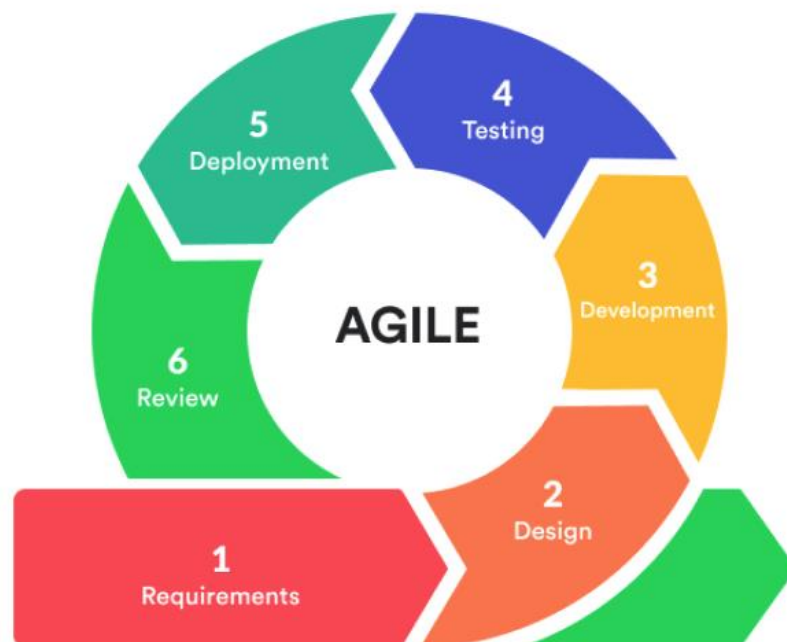 AGILE
1
Requirements
2
Design
3
Development
4
Testing
5
Deployment
6
Review